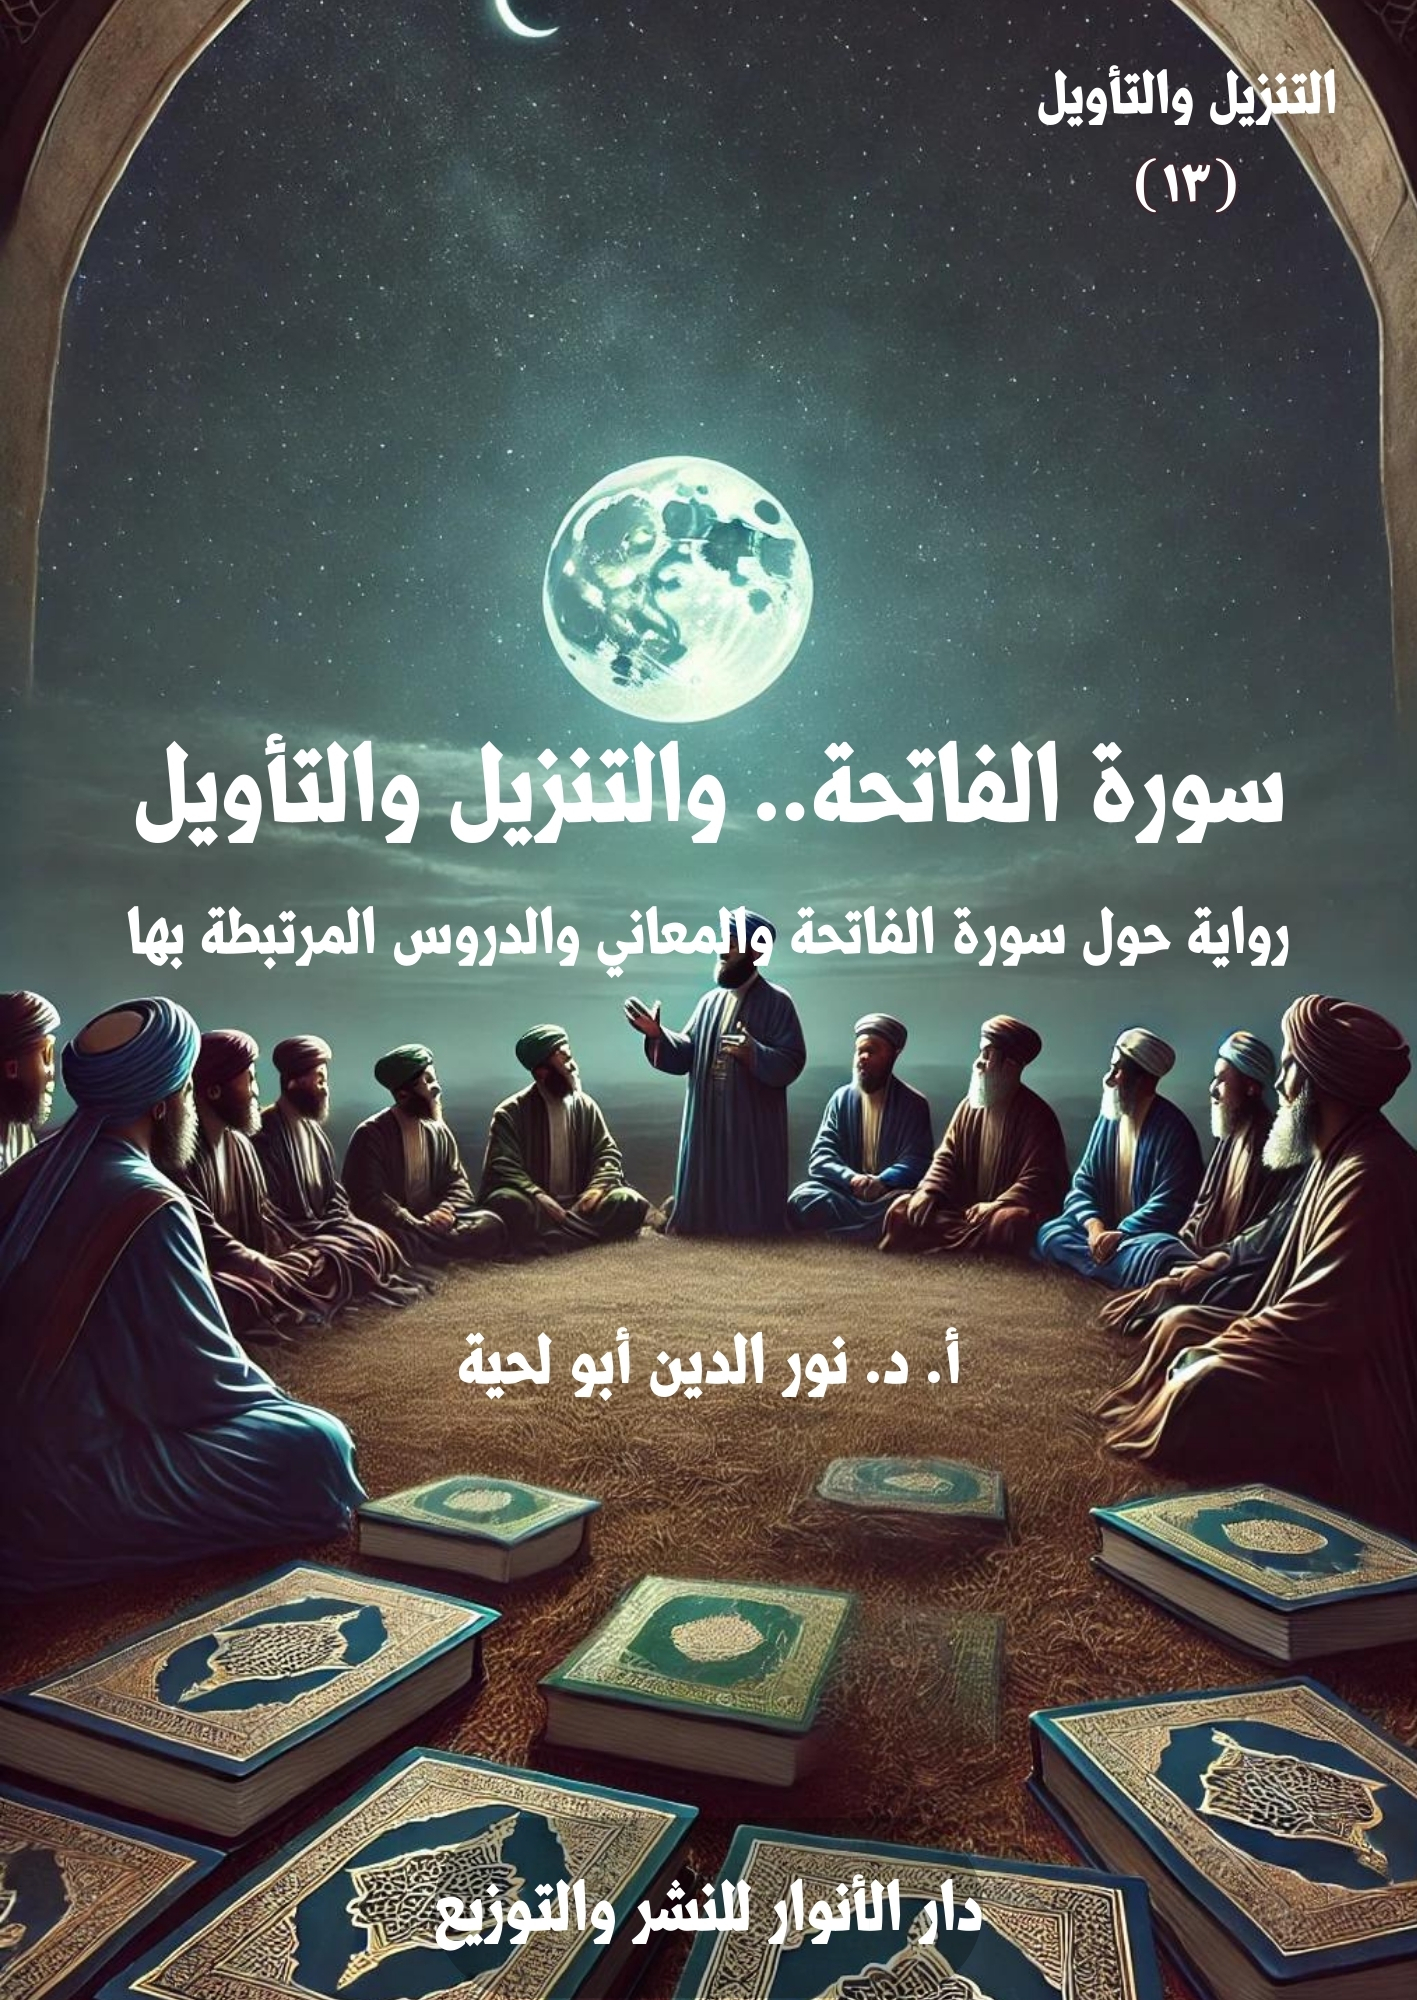 التنزيل والتأويل
(١٣)
سورة الفاتحة.. والتنزيل والتأويل
رواية حول سورة الفاتحة والمعاني والدروس المرتبطة بها
أ. د. نور الدين أبو لحية
دار الأنوار للنشر والتوزيع